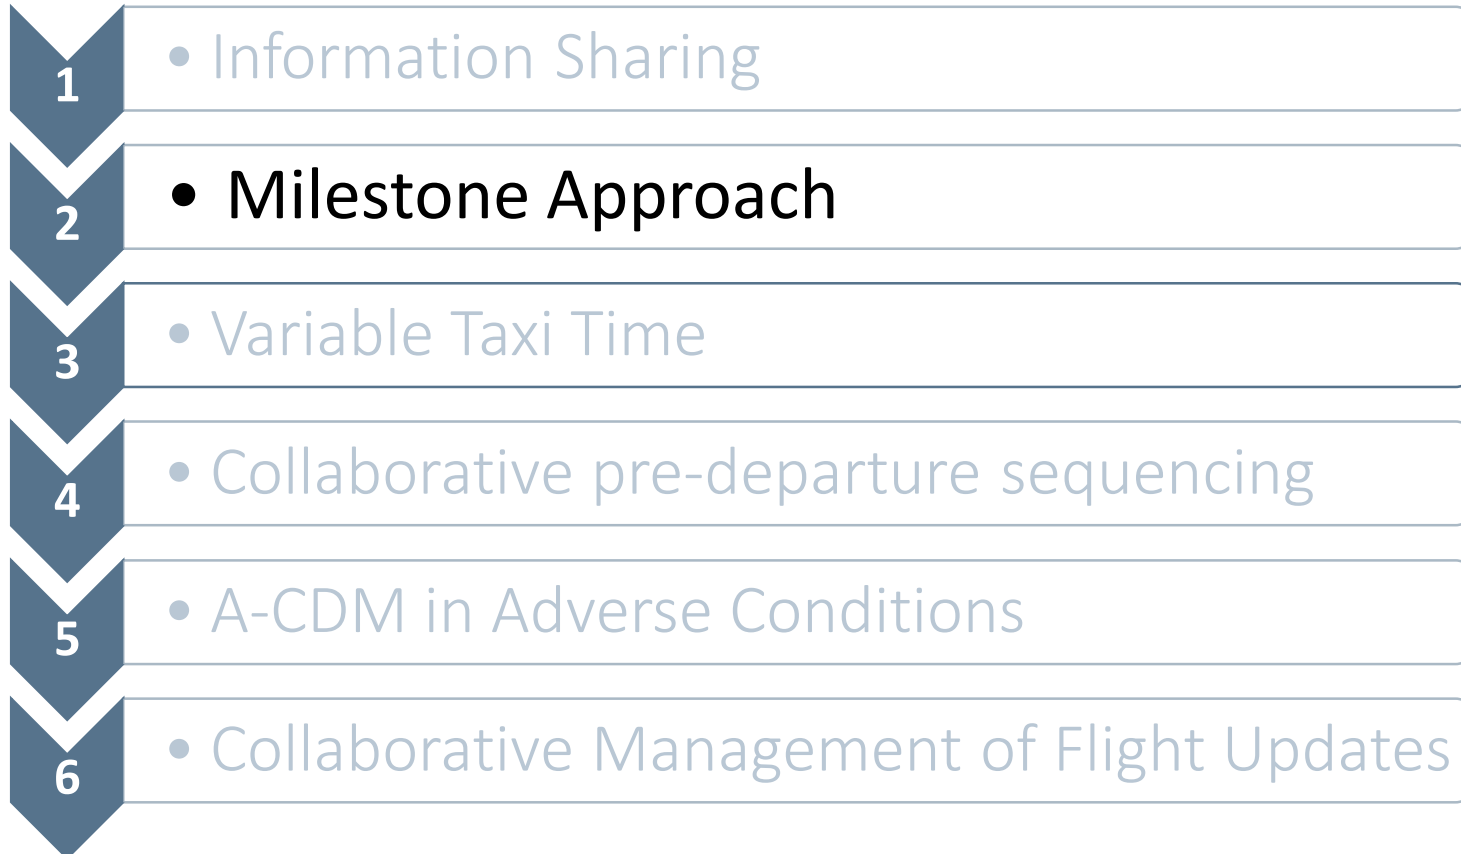 1 • Information Sharing
2 • Milestone Approach
3 • Variable Taxi Time
4 • Collaborative pre-departure sequencing
5 • A-CDM in Adverse Conditions
6 • Collaborative Management of Flight Updates